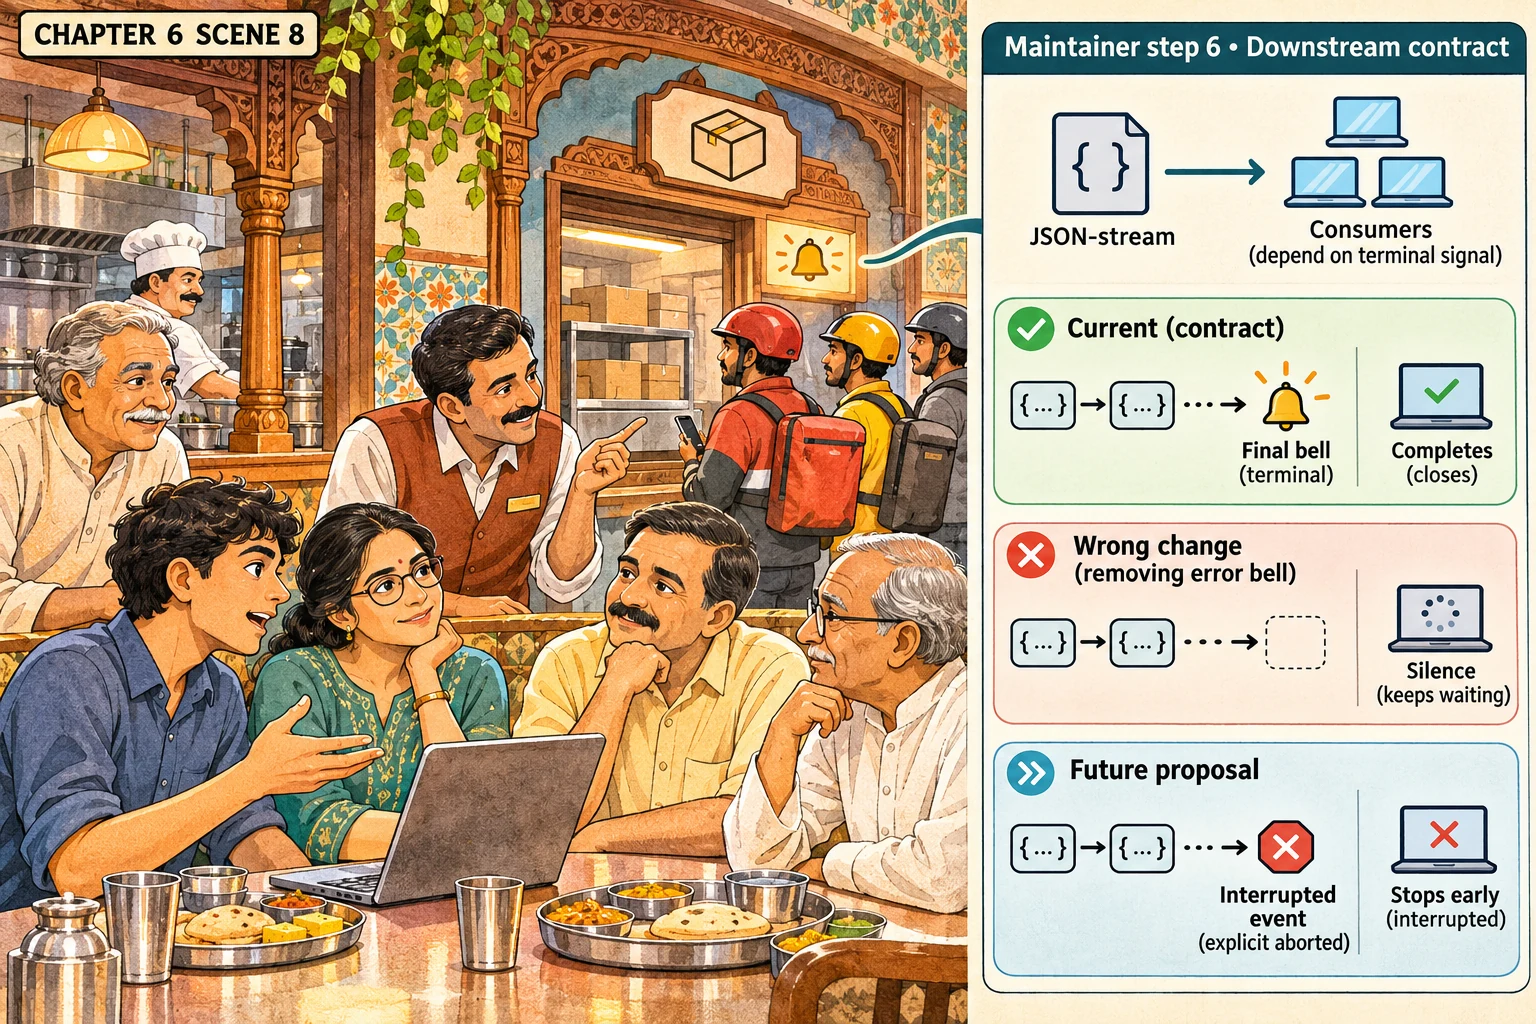 CHAPTER 6 SCENE 8
Maintainer step 6 • Downstream contract
{ }
JSON-stream
Consumers
(depend on terminal signal)
Current (contract)
{...}
{...}
Final bell
(terminal)
Completes
(closes)
Wrong change
(removing error bell)
{...}
{...}
Silence
(keeps waiting)
Future proposal
{...}
{...}
Interrupted
event
(explicit aborted)
Stops early
(interrupted)